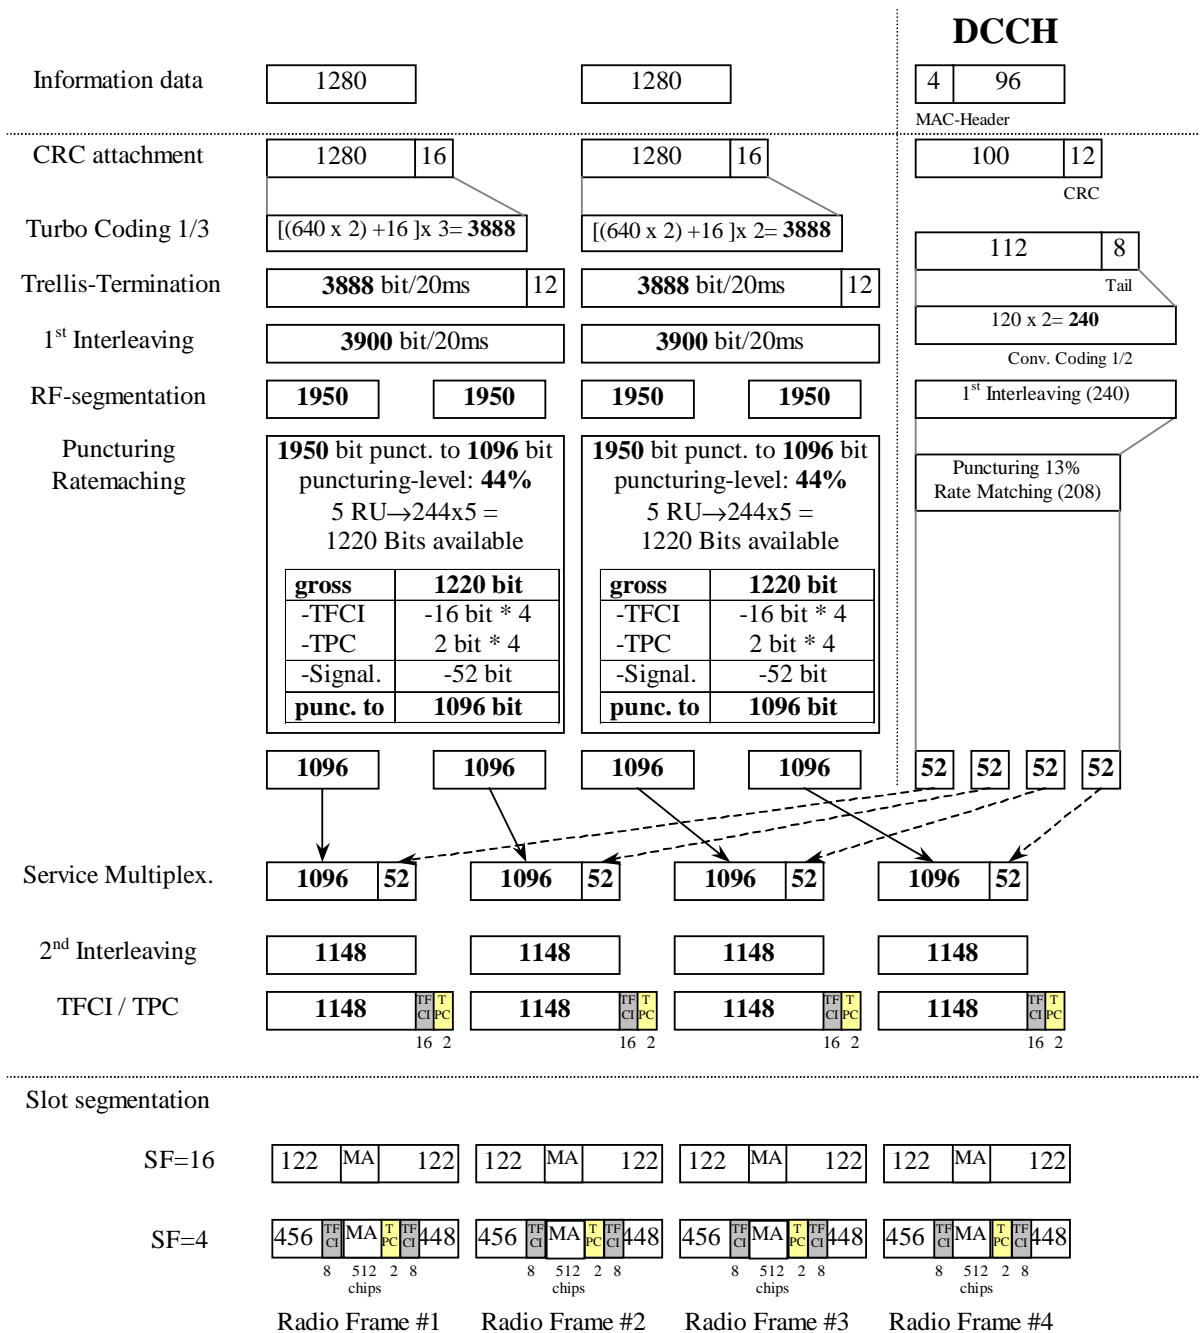 DCCH
Information data 1280 1280 4 96
MAC-Header
CRC attachment 1280 16 1280 16 100 12
CRC
Turbo Coding 1/3 [(640 x 2) +16 ]x 3= 3888 [(640 x 2) +16 ]x 2= 3888
112 8
Tail
Trellis-Termination 3888 bit/20ms 12 3888 bit/20ms 12
120 x 2= 240
Conv. Coding 1/2
1st Interleaving 3900 bit/20ms 3900 bit/20ms
RF-segmentation 1950 1950 1950 1950 1st Interleaving (240)
Puncturing
Ratemaching
1950 bit punct. to 1096 bit
puncturing-level: 44%
5 RU→244x5 =
1220 Bits available
gross 1220 bit
-TFCI -16 bit * 4
-TPC 2 bit * 4
-Signal. -52 bit
punc. to 1096 bit
1950 bit punct. to 1096 bit
puncturing-level: 44%
5 RU→244x5 =
1220 Bits available
gross 1220 bit
-TFCI -16 bit * 4
-TPC 2 bit * 4
-Signal. -52 bit
punc. to 1096 bit
Puncturing 13%
Rate Matching (208)
1096 1096 1096 1096 52 52 52 52
Service Multiplex. 1096 52 1096 52 1096 52 1096 52
2nd Interleaving 1148 1148 1148 1148
TFCI / TPC 1148 TF CI T PC 1148 TF CI T PC 1148 TF CI T PC 1148 TF CI T PC
16 2 16 2 16 2 16 2
Slot segmentation
SF=16 122 MA 122 122 MA 122 122 MA 122 122 MA 122
SF=4 456 TF CI MA T PC TF CI 448 456 TF CI MA T PC TF CI 448 456 TF CI MA T PC TF CI 448 456 TF CI MA T PC TF CI 448
8 512 2 8 8 512 2 8 8 512 2 8 8 512 2 8
chips chips chips chips
Radio Frame #1 Radio Frame #2 Radio Frame #3 Radio Frame #4